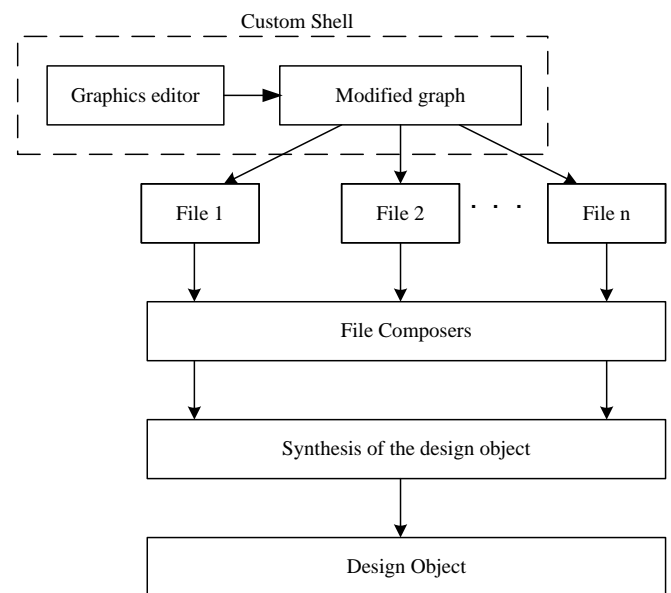 Custom Shell
Graphics editor
Modified graph
File 1
File 2
. . .
File n
File Composers
Synthesis of the design object
Design Object